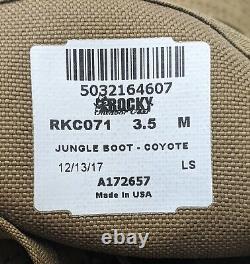 5032164607
ROCKY
RKC071 3.5 M
JUNGLE BOOT - COYOTE
12/13/17 LS
A172657
Made In USA